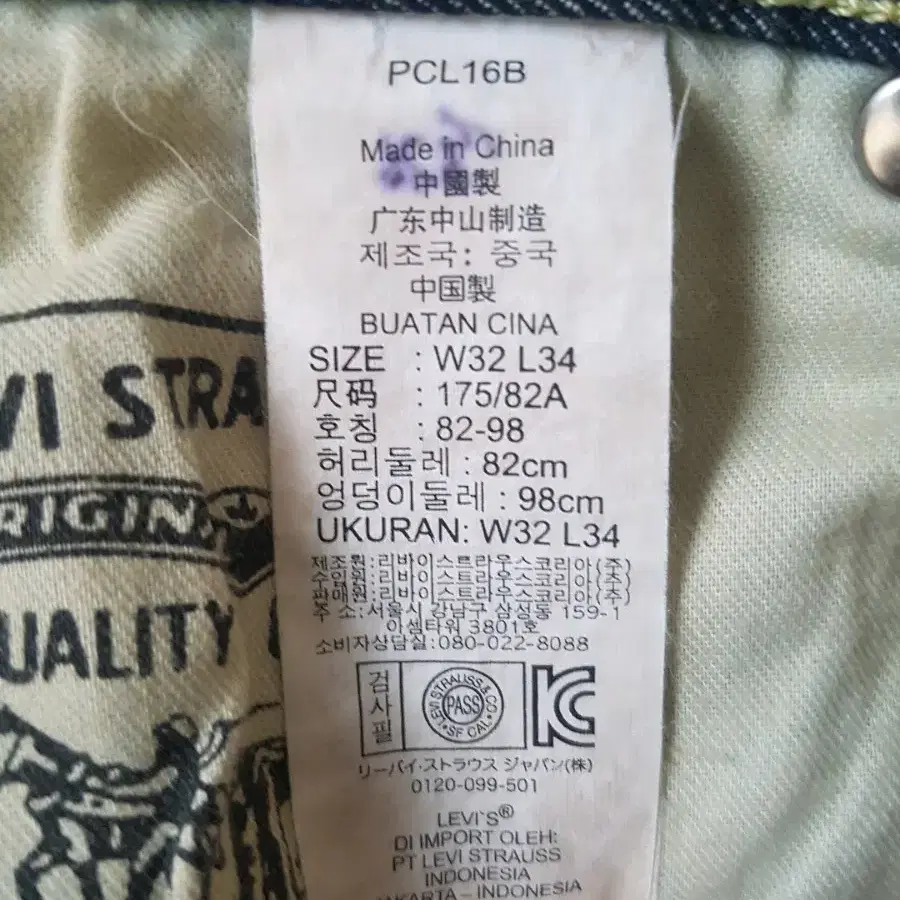 PCL16B
Made in China
中國製
广东中山制造
제조국: 중국
中国製
BUATAN CINA
SIZE : W32 L34
尺码 : 175/82A
호칭 : 82-98
허리둘레 : 82cm
엉덩이둘레 : 98cm
UKURAN: W32 L34
제조원:리바이스트라우스코리아(주)
수입원:리바이스트라우스코리아(주)
판매원:리바이스트라우스코리아(주)
주 소:서울시 강남구 삼성동 159-1
아셈타워 3801호
소비자상담실:080-022-8088
검사필
LEVI STRAUSS & CO
PASS
SF CAL
リーバイ·ストラウス ジャパン(株)
0120-099-501
LEVI'S®
DI IMPORT OLEH:
PT LEVI STRAUSS
INDONESIA
JAKARTA – INDONESIA
VI STRA
RIGIN
UALITY